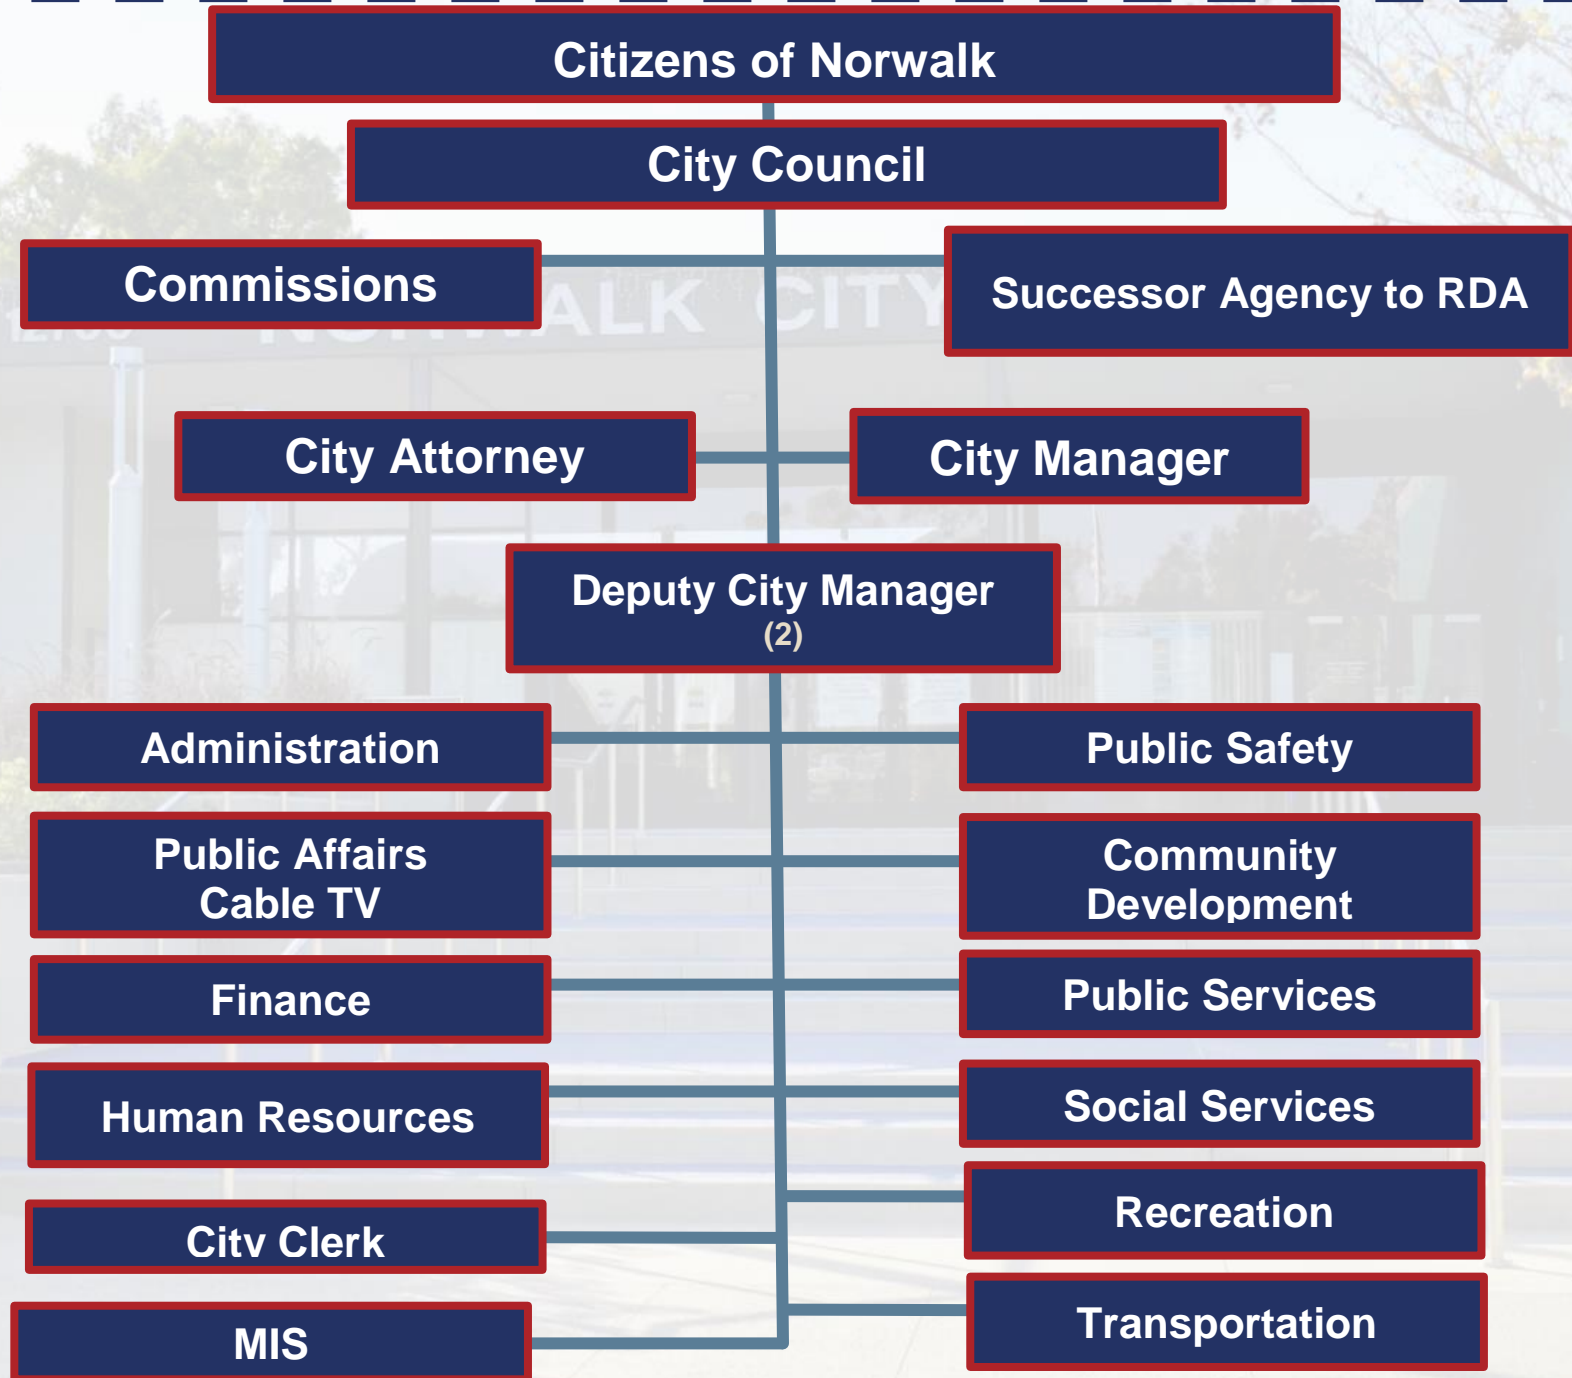 Citizens of Norwalk
City Council
Commissions
Successor Agency to RDA
City Attorney
City Manager
Deputy City Manager
(2)
Administration
Public Safety
Public Affairs
Cable TV
Community
Development
Finance
Public Services
Human Resources
Social Services
City Clerk
Recreation
MIS
Transportation